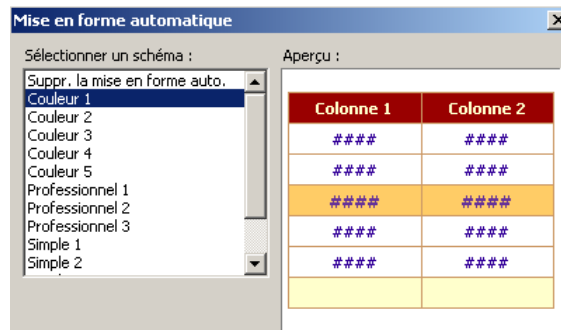 Mise en forme automatique
Sélectionner un schéma :
Suppr. la mise en forme auto.
Couleur 1
Couleur 2
Couleur 3
Couleur 4
Couleur 5
Professionnel 1
Professionnel 2
Professionnel 3
Simple 1
Simple 2
Aperçu :
Colonne 1 Colonne 2
#### ####
#### ####
#### ####
#### ####
#### ####